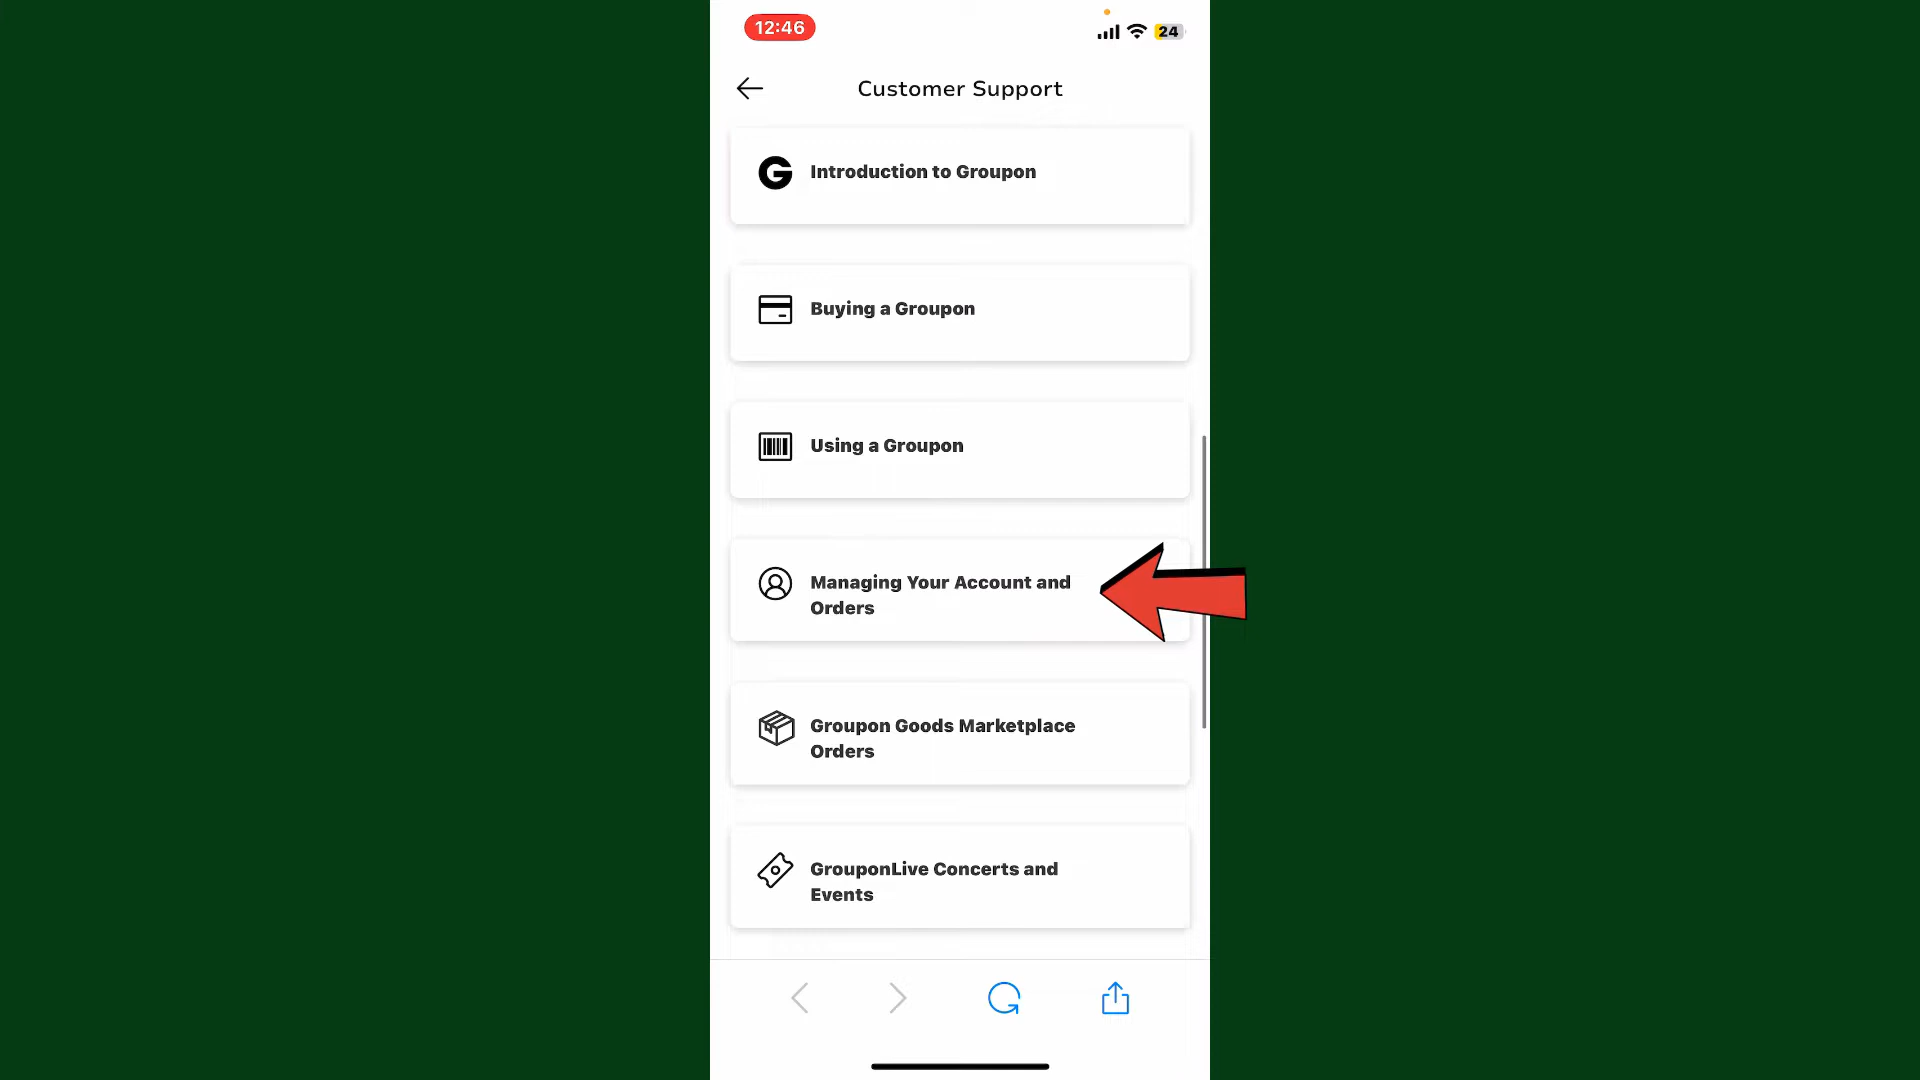 12:46
24
Customer Support
Introduction to Groupon
Buying a Groupon
Using a Groupon
Managing Your Account and
Orders
Groupon Goods Marketplace
Orders
GrouponLive Concerts and
Events